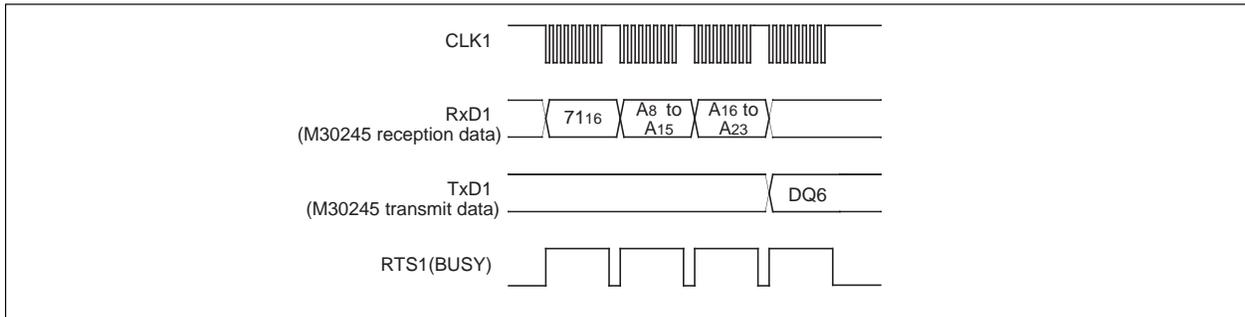 CLK1
RxD1
(M30245 reception data)
7116
A8 to
A15
A16 to
A23
TxD1
(M30245 transmit data)
DQ6
RTS1(BUSY)